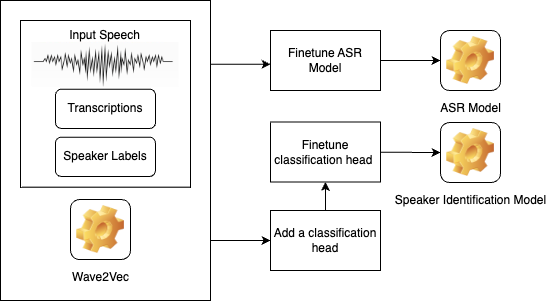 Input Speech
Transcriptions
Speaker Labels
Wave2Vec
Finetune ASR
Model
ASR Model
Finetune
classification head
Speaker Identification Model
Add a classification
head